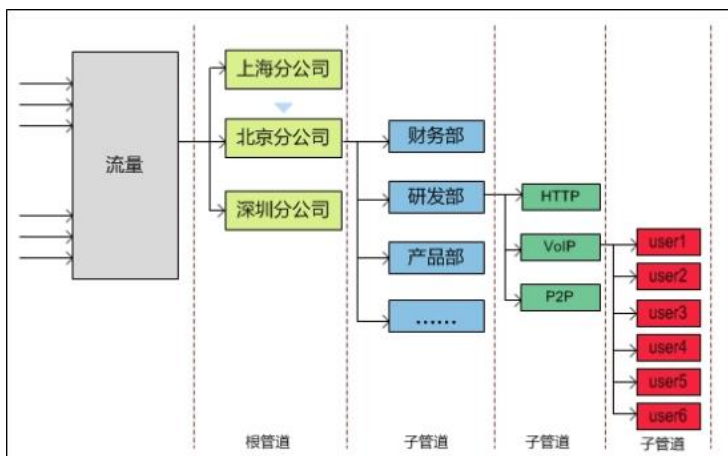 流量
上海分公司
北京分公司
深圳分公司
财务部
研发部
产品部
......
HTTP
VoIP
P2P
user1
user2
user3
user4
user5
user6
根管道
子管道
子管道
子管道